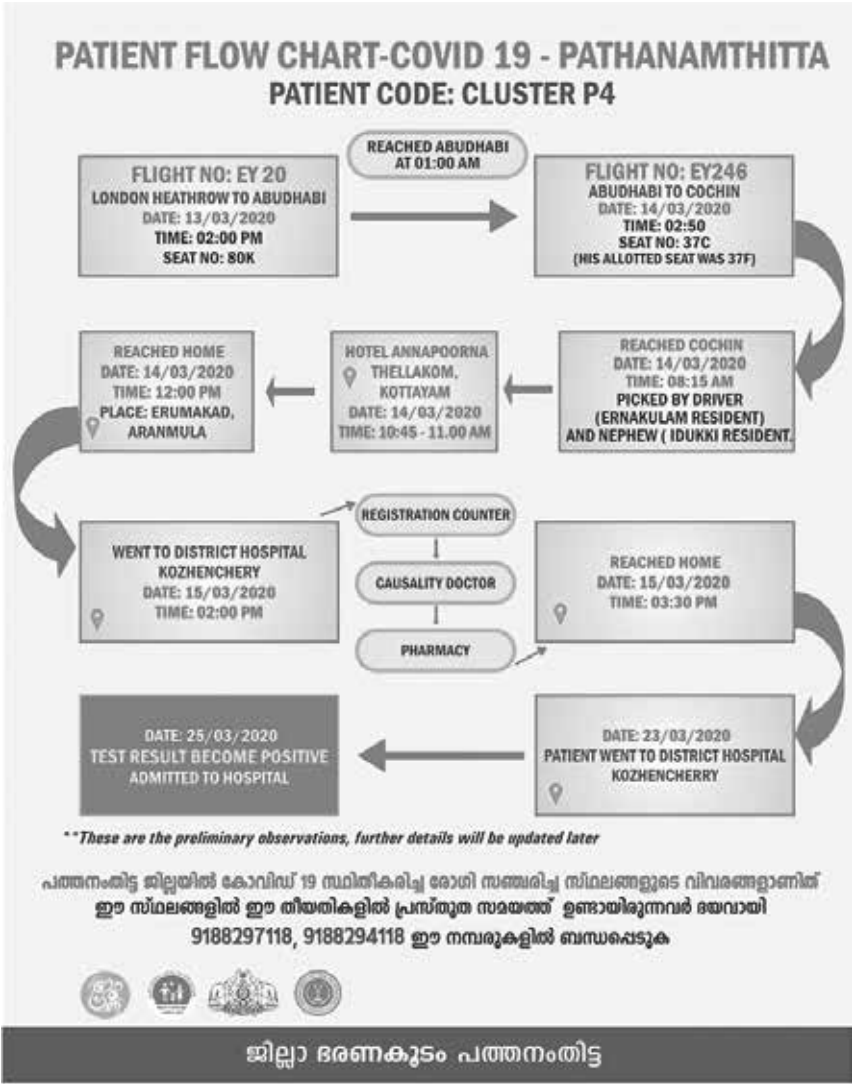 PATIENT FLOW CHART-COVID 19 - PATHANAMTHITTA
PATIENT CODE: CLUSTER P4
FLIGHT NO: EY 20
LONDON HEATHROW TO ABUDHABI
DATE: 13/03/2020
TIME: 02:00 PM
SEAT NO: 80K
REACHED ABUDHABI
AT 01:00 AM
FLIGHT NO: EY246
ABUDHABI TO COCHIN
DATE: 14/03/2020
TIME: 02:50
SEAT NO: 37C
(HIS ALLOTTED SEAT WAS 37F)
REACHED COCHIN
DATE: 14/03/2020
TIME: 08:15 AM
PICKED BY DRIVER
(ERNAKULAM RESIDENT)
AND NEPHEW ( IDUKKI RESIDENT.
HOTEL ANNAPOORNA
THELLAKOM,
KOTTAYAM
DATE: 14/03/2020
TIME: 10:45 - 11.00 AM
REACHED HOME
DATE: 14/03/2020
TIME: 12:00 PM
PLACE: ERUMAKAD,
ARANMULA
WENT TO DISTRICT HOSPITAL
KOZHENCHERY
DATE: 15/03/2020
TIME: 02:00 PM
REGISTRATION COUNTER
CAUSALITY DOCTOR
PHARMACY
REACHED HOME
DATE: 15/03/2020
TIME: 03:30 PM
DATE: 23/03/2020
PATIENT WENT TO DISTRICT HOSPITAL
KOZHENCHERRY
DATE: 25/03/2020
TEST RESULT BECOME POSITIVE
ADMITTED TO HOSPITAL
**These are the preliminary observations, further details will be updated later
പത്തനംതിട്ട ജില്ലയിൽ കോവിഡ് 19 സ്ഥിതീകരിച്ച രോഗി സഞ്ചരിച്ച സ്ഥലങ്ങളുടെ വിവരങ്ങളാണിത്
ഈ സ്ഥലങ്ങളിൽ ഈ തീയതികളിൽ പ്രസ്തുത സമയത്ത് ഉണ്ടായിരുന്നവർ ദയവായി
9188297118, 9188294118 ഈ നമ്പരുകളിൽ ബന്ധപ്പെടുക
ജില്ലാ ഭരണകൂടം പത്തനംതിട്ട